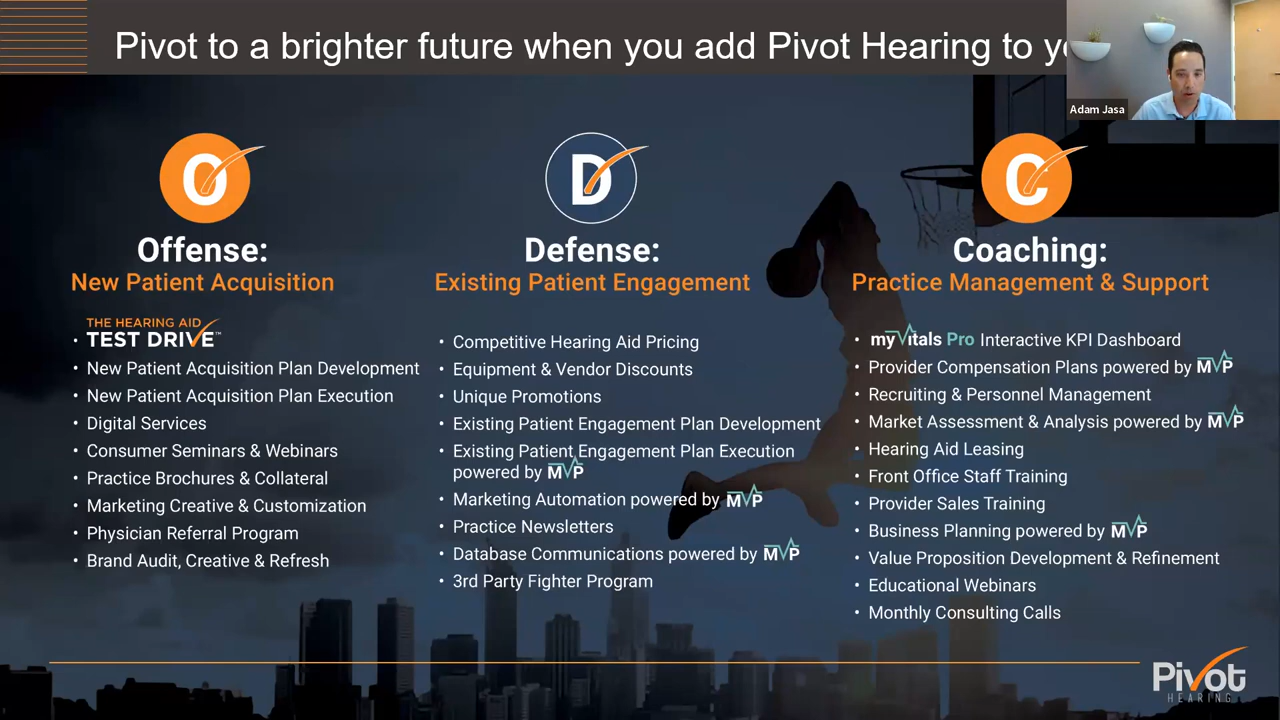 Pivot to a brighter future when you add Pivot Hearing to
Adam Jasa
O
Offense:
New Patient Acquisition
• THE HEARING AID
TEST DRIVE™
• New Patient Acquisition Plan Development
• New Patient Acquisition Plan Execution
• Digital Services
• Consumer Seminars & Webinars
• Practice Brochures & Collateral
• Marketing Creative & Customization
• Physician Referral Program
• Brand Audit, Creative & Refresh
D
Defense:
Existing Patient Engagement
• Competitive Hearing Aid Pricing
• Equipment & Vendor Discounts
• Unique Promotions
• Existing Patient Engagement Plan Development
• Existing Patient Engagement Plan Execution
powered by MVP
• Marketing Automation powered by MVP
• Practice Newsletters
• Database Communications powered by MVP
• 3rd Party Fighter Program
C
Coaching:
Practice Management & Support
• myVitals Pro Interactive KPI Dashboard
• Provider Compensation Plans powered by MVP
• Recruiting & Personnel Management
• Market Assessment & Analysis powered by MVP
• Hearing Aid Leasing
• Front Office Staff Training
• Provider Sales Training
• Business Planning powered by MVP
• Value Proposition Development & Refinement
• Educational Webinars
• Monthly Consulting Calls
Pivot
HEARING